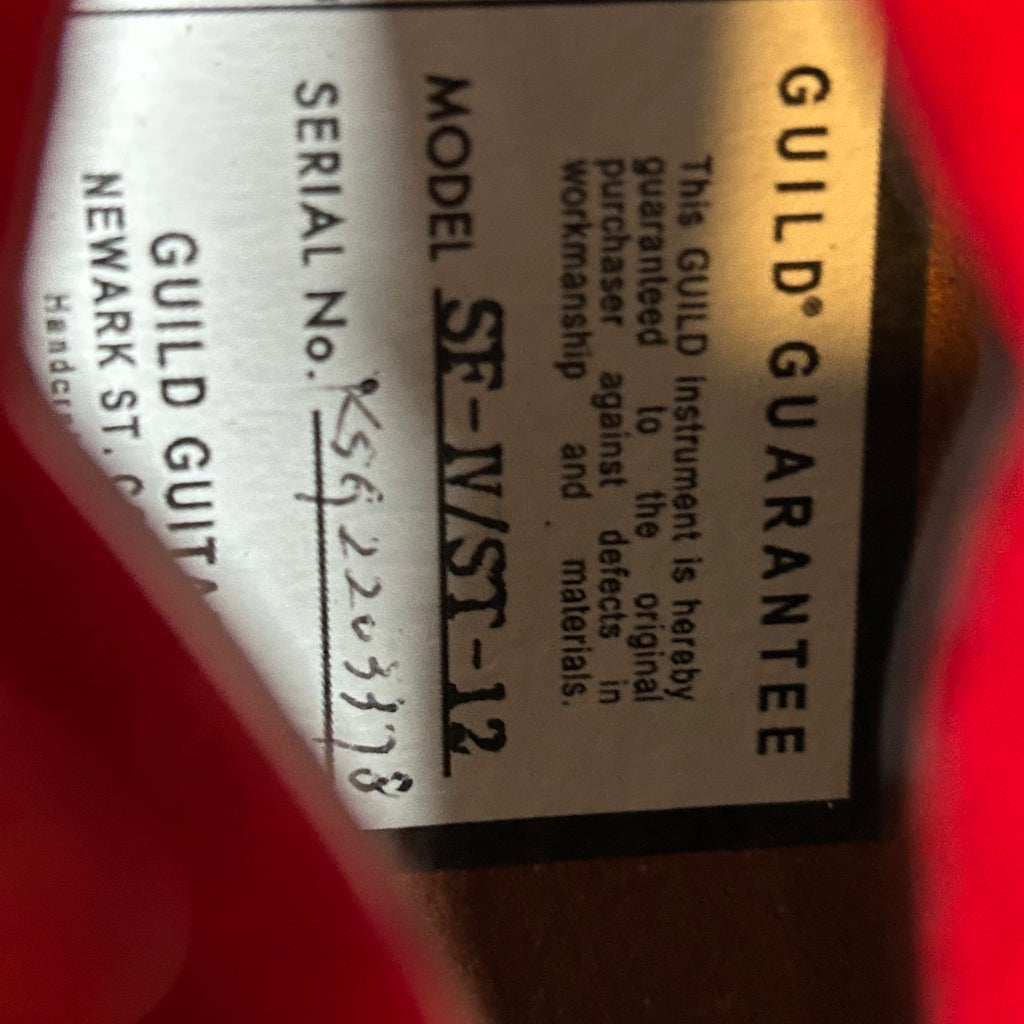 GUILD® GUARANTEE
This GUILD instrument is hereby
guaranteed to the original
purchaser against defects in
workmanship and materials.
MODEL SF-IV/ST-12
SERIAL No. KSG2203378
GUILD GUITA
NEWARK ST.